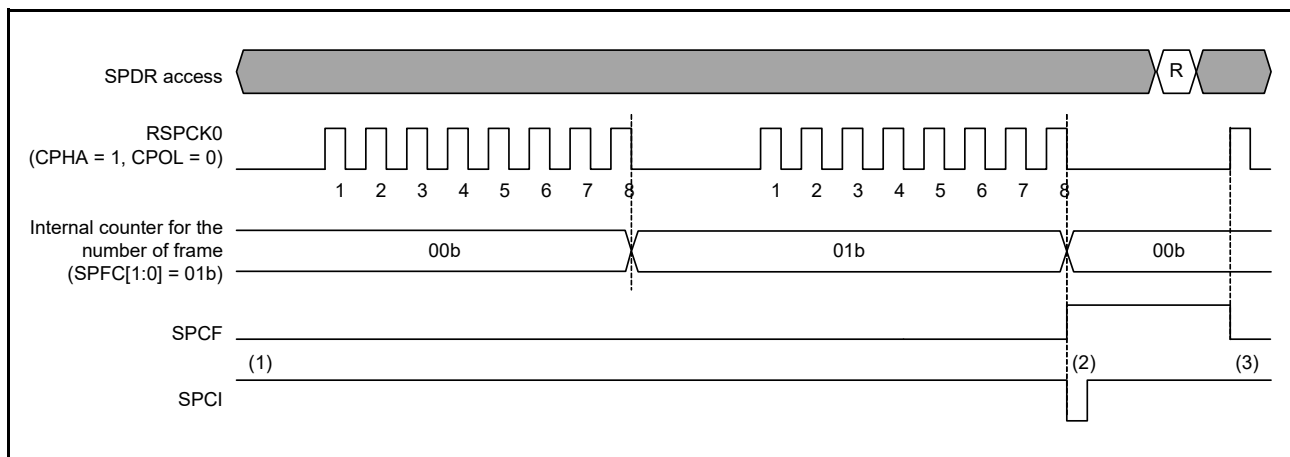 SPDR access
R
RSPCK0
(CPHA = 1, CPOL = 0)
1 2 3 4 5 6 7 8 1 2 3 4 5 6 7 8
Internal counter for the
number of frame
(SPFC[1:0] = 01b)
00b 01b 00b
SPCF
(1) (2) (3)
SPCI